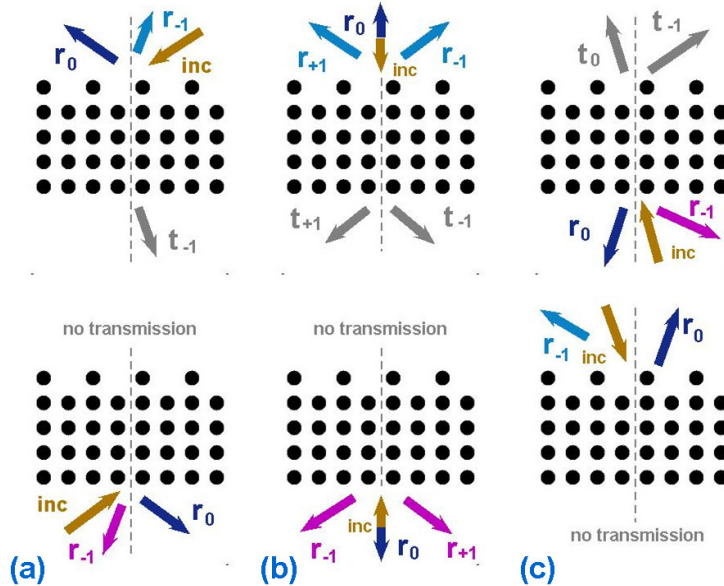 r0
r-1
inc
t-1
no transmission
inc
r-1
r0
(a)
r0
r+1
inc
r-1
t+1
t-1
no transmission
inc
r-1
r0
r+1
(b)
t0
t-1
r0
r-1
inc
r-1
inc
r0
no transmission
(c)